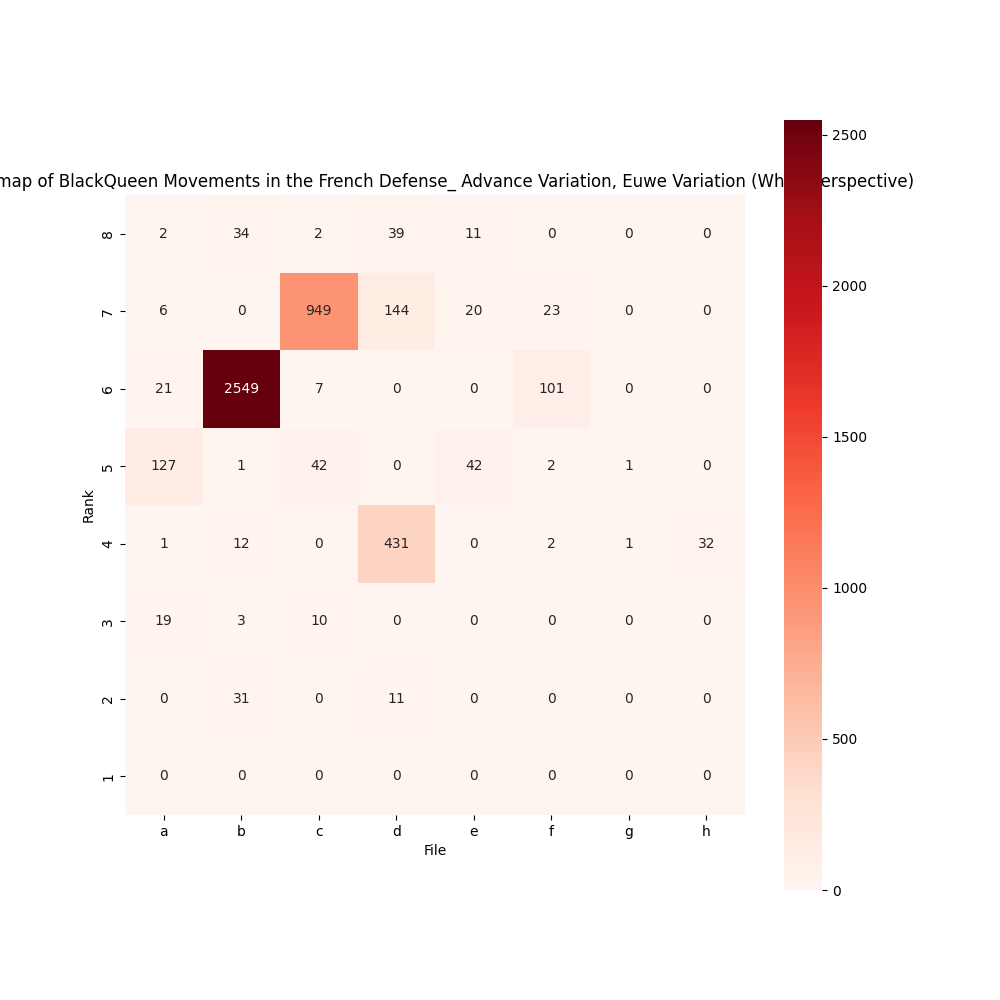 map of BlackQueen Movements in the French Defense_ Advance Variation, Euwe Variation (Wh erspective)
8 2 34 2 39 11 0 0 0
7 6 0 949 144 20 23 0 0
6 21 2549 7 0 0 101 0 0
5 127 1 42 0 42 2 1 0
4 1 12 0 431 0 2 1 32
3 19 3 10 0 0 0 0 0
2 0 31 0 11 0 0 0 0
1 0 0 0 0 0 0 0 0
a b c d e f g h
File
Rank
2500
2000
1500
1000
500
0